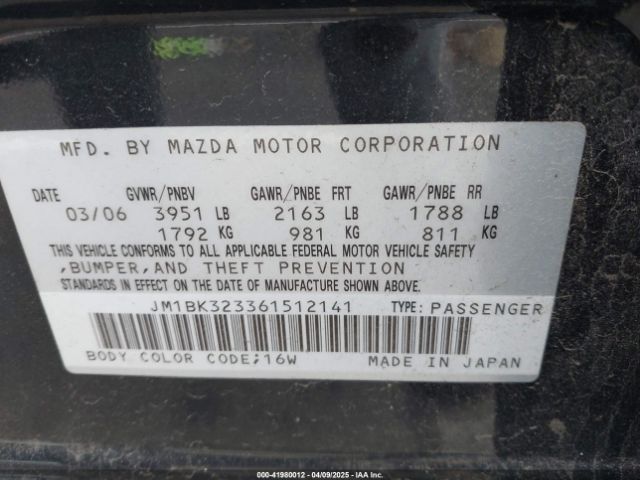 MFD. BY MAZDA MOTOR CORPORATION
DATE GVWR/PNBV GAWR/PNBE FRT GAWR/PNBE RR
03/06 3951 LB 2163 LB 1788 LB
1792 KG 981 KG 811 KG
THIS VEHICLE CONFORMS TO ALL APPLICABLE FEDERAL MOTOR VEHICLE SAFETY
,BUMPER,AND THEFT PREVENTION
STANDARDS IN EFFECT ON THE DATE OF MANUFACTURE SHOWN ABOVE.
JM1BK323361512141 TYPE: PASSENGER
BODY COLOR CODE;16W MADE IN JAPAN
000-41980012 - 04/09/2025 - IAA Inc.